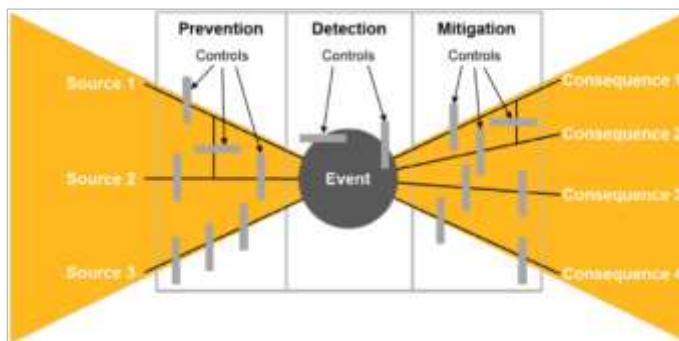 Prevention Detection Mitigation
Controls Controls Controls
Source 1 Consequence 1
Consequence 2
Source 2 Event Consequence 3
Source 3 Consequence 4